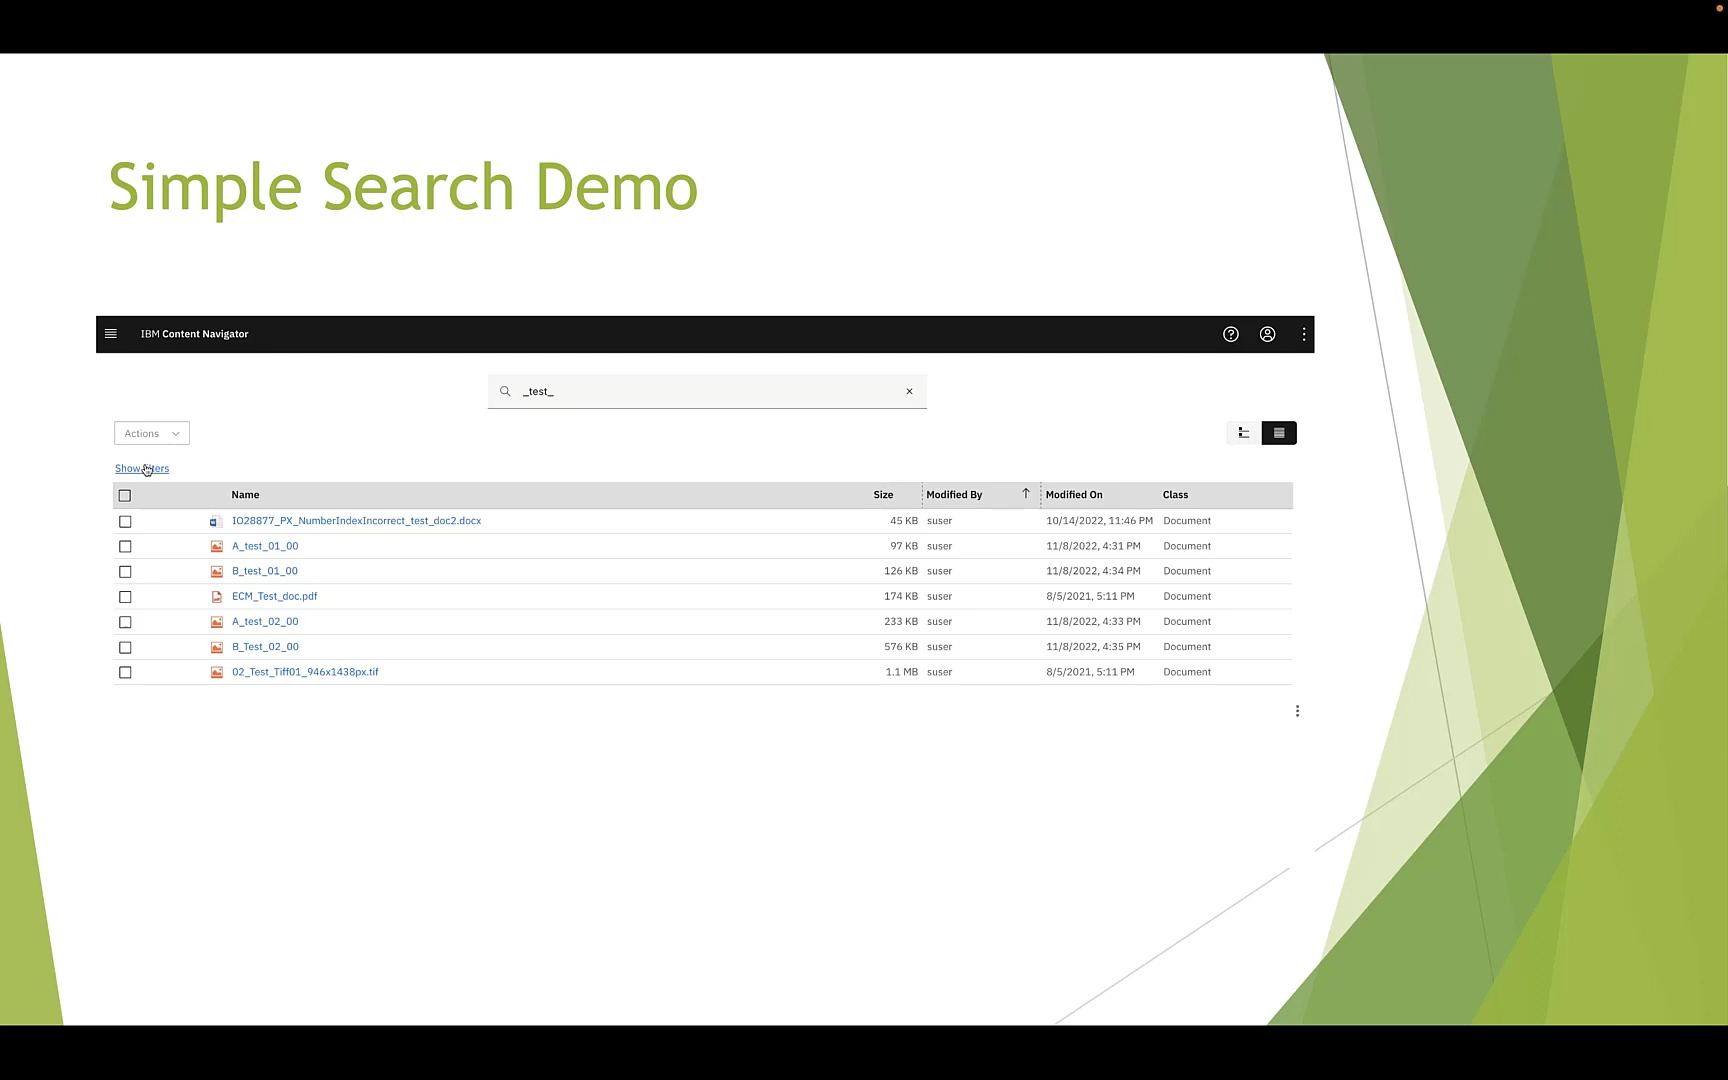 Simple Search Demo
IBM Content Navigator
_test_
Actions
Show filters
Name Size Modified By Modified On Class
IO28877_PX_NumberIndexIncorrect_test_doc2.docx 45 KB suser 10/14/2022, 11:46 PM Document
A_test_01_00 97 KB suser 11/8/2022, 4:31 PM Document
B_test_01_00 126 KB suser 11/8/2022, 4:34 PM Document
ECM_Test_doc.pdf 174 KB suser 8/5/2021, 5:11 PM Document
A_test_02_00 233 KB suser 11/8/2022, 4:33 PM Document
B_Test_02_00 576 KB suser 11/8/2022, 4:35 PM Document
02_Test_Tiff01_946x1438px.tif 1.1 MB suser 8/5/2021, 5:11 PM Document